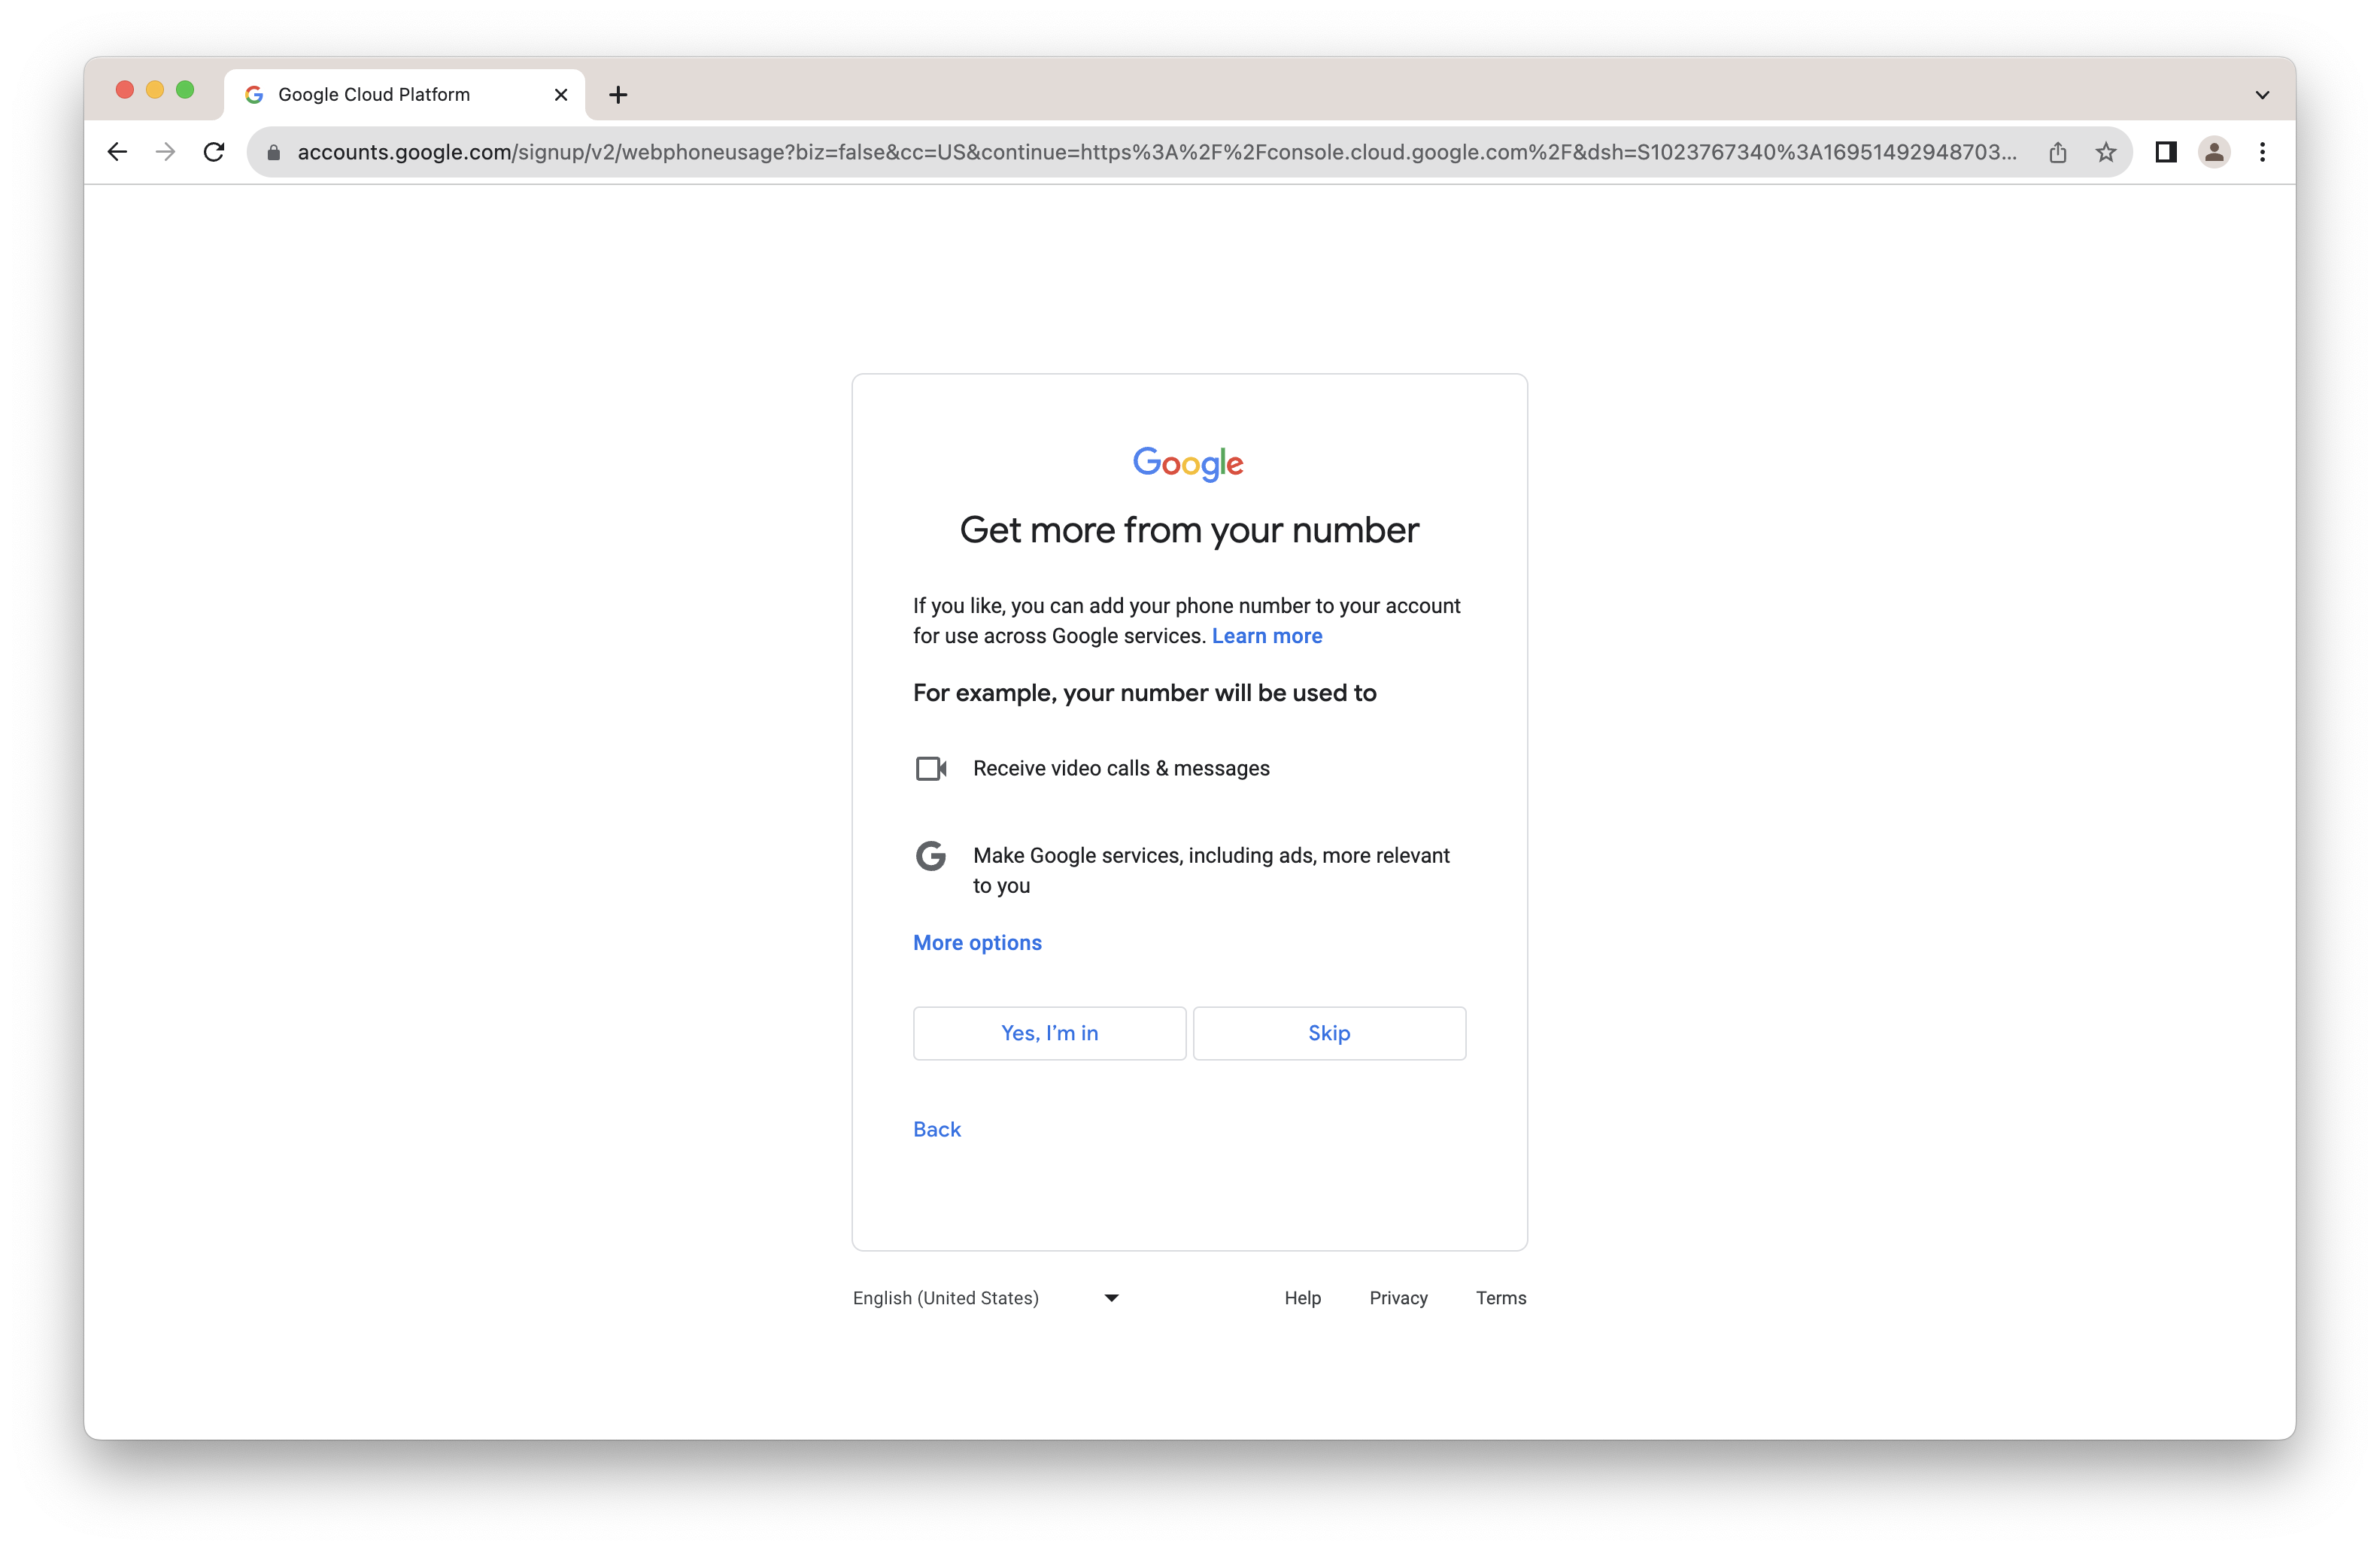 Google Cloud Platform
accounts.google.com/signup/v2/webphoneusage?biz=false&cc=US&continue=https%3A%2F%2Fconsole.cloud.google.com%2F&dsh=S1023767340%3A16951492948703...
Google
Get more from your number
If you like, you can add your phone number to your account
for use across Google services. Learn more
For example, your number will be used to
Receive video calls & messages
Make Google services, including ads, more relevant
to you
More options
Yes, I’m in
Skip
Back
English (United States)
Help
Privacy
Terms